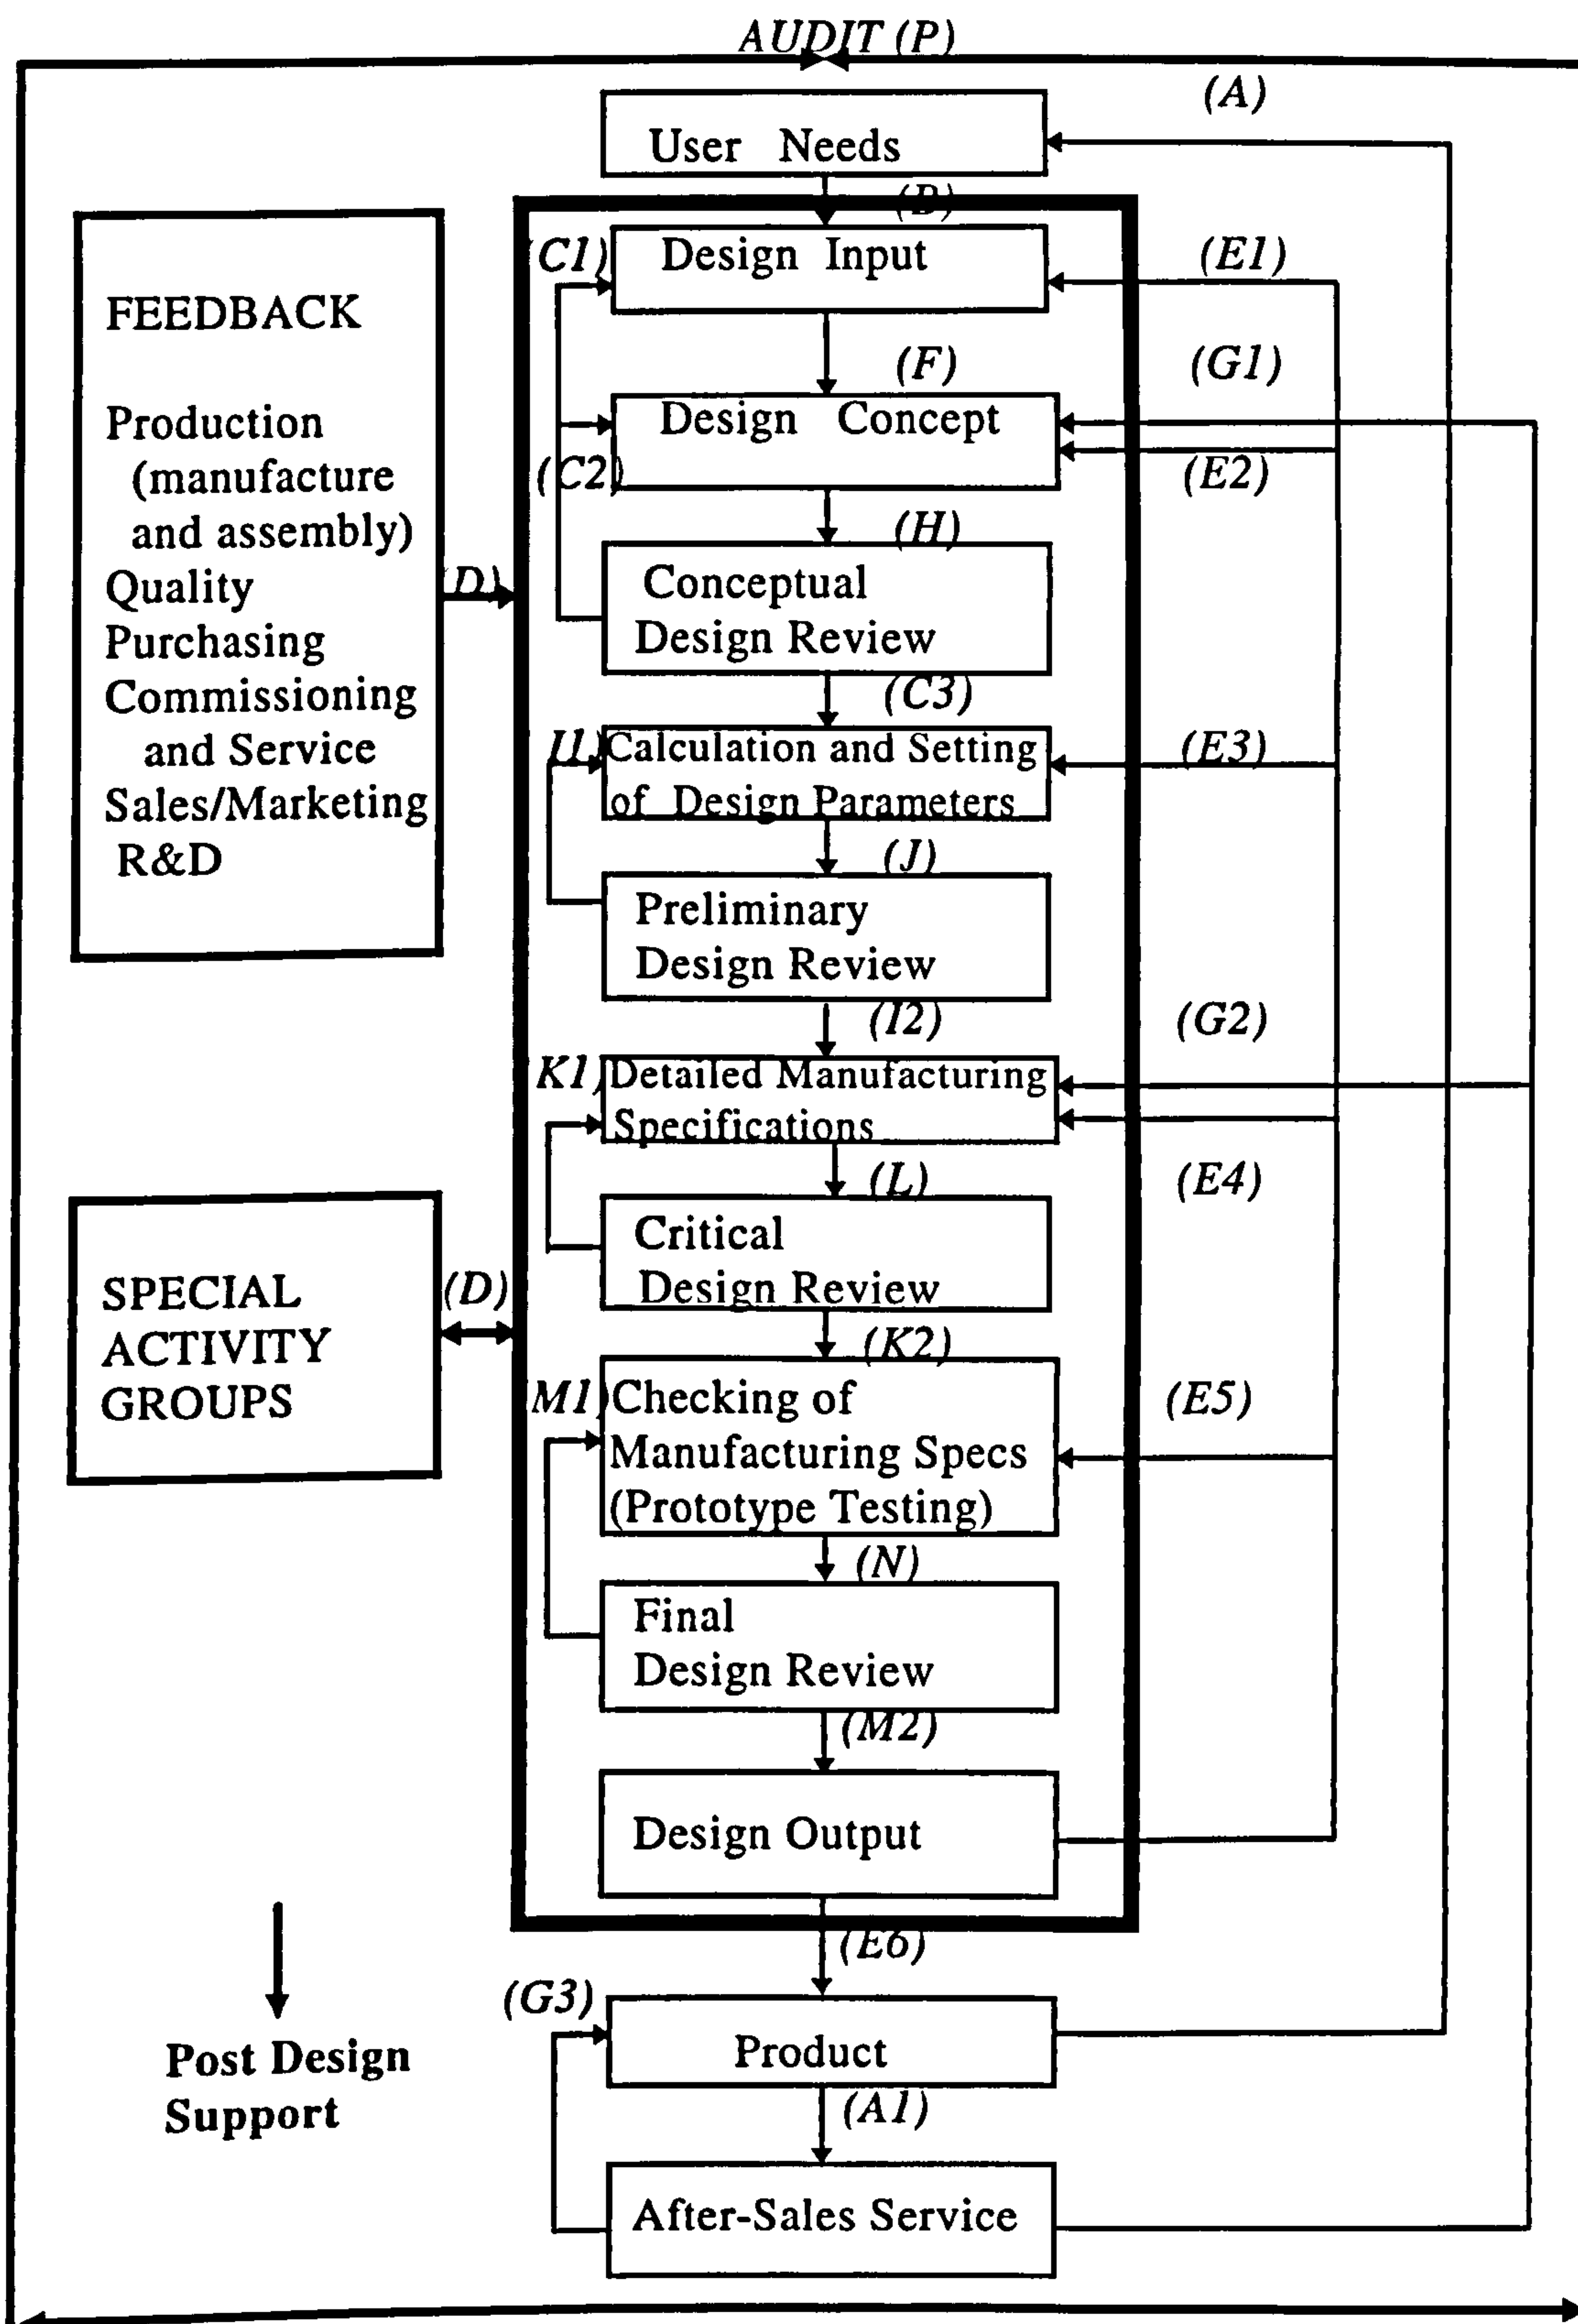 AUDIT (P)
(A)
User Needs
(B)
(C1)
Design Input
(E1)
FEEDBACK
(F)
(G1)
Production
(manufacture
and assembly)
Quality
Purchasing
Commissioning
and Service
Sales/Marketing
R&D
(D)
Design Concept
(C2)
(E2)
(H)
Conceptual
Design Review
(C3)
I1)
Calculation and Setting
of Design Parameters
(E3)
(J)
Preliminary
Design Review
(I2)
(G2)
K1)
Detailed Manufacturing
Specifications
(L)
(E4)
Critical
Design Review
SPECIAL
ACTIVITY
GROUPS
(D)
(K2)
(M1)
Checking of
Manufacturing Specs
(Prototype Testing)
(E5)
(N)
Final
Design Review
(M2)
Design Output
(E6)
(G3)
Post Design
Support
Product
(A1)
After-Sales Service